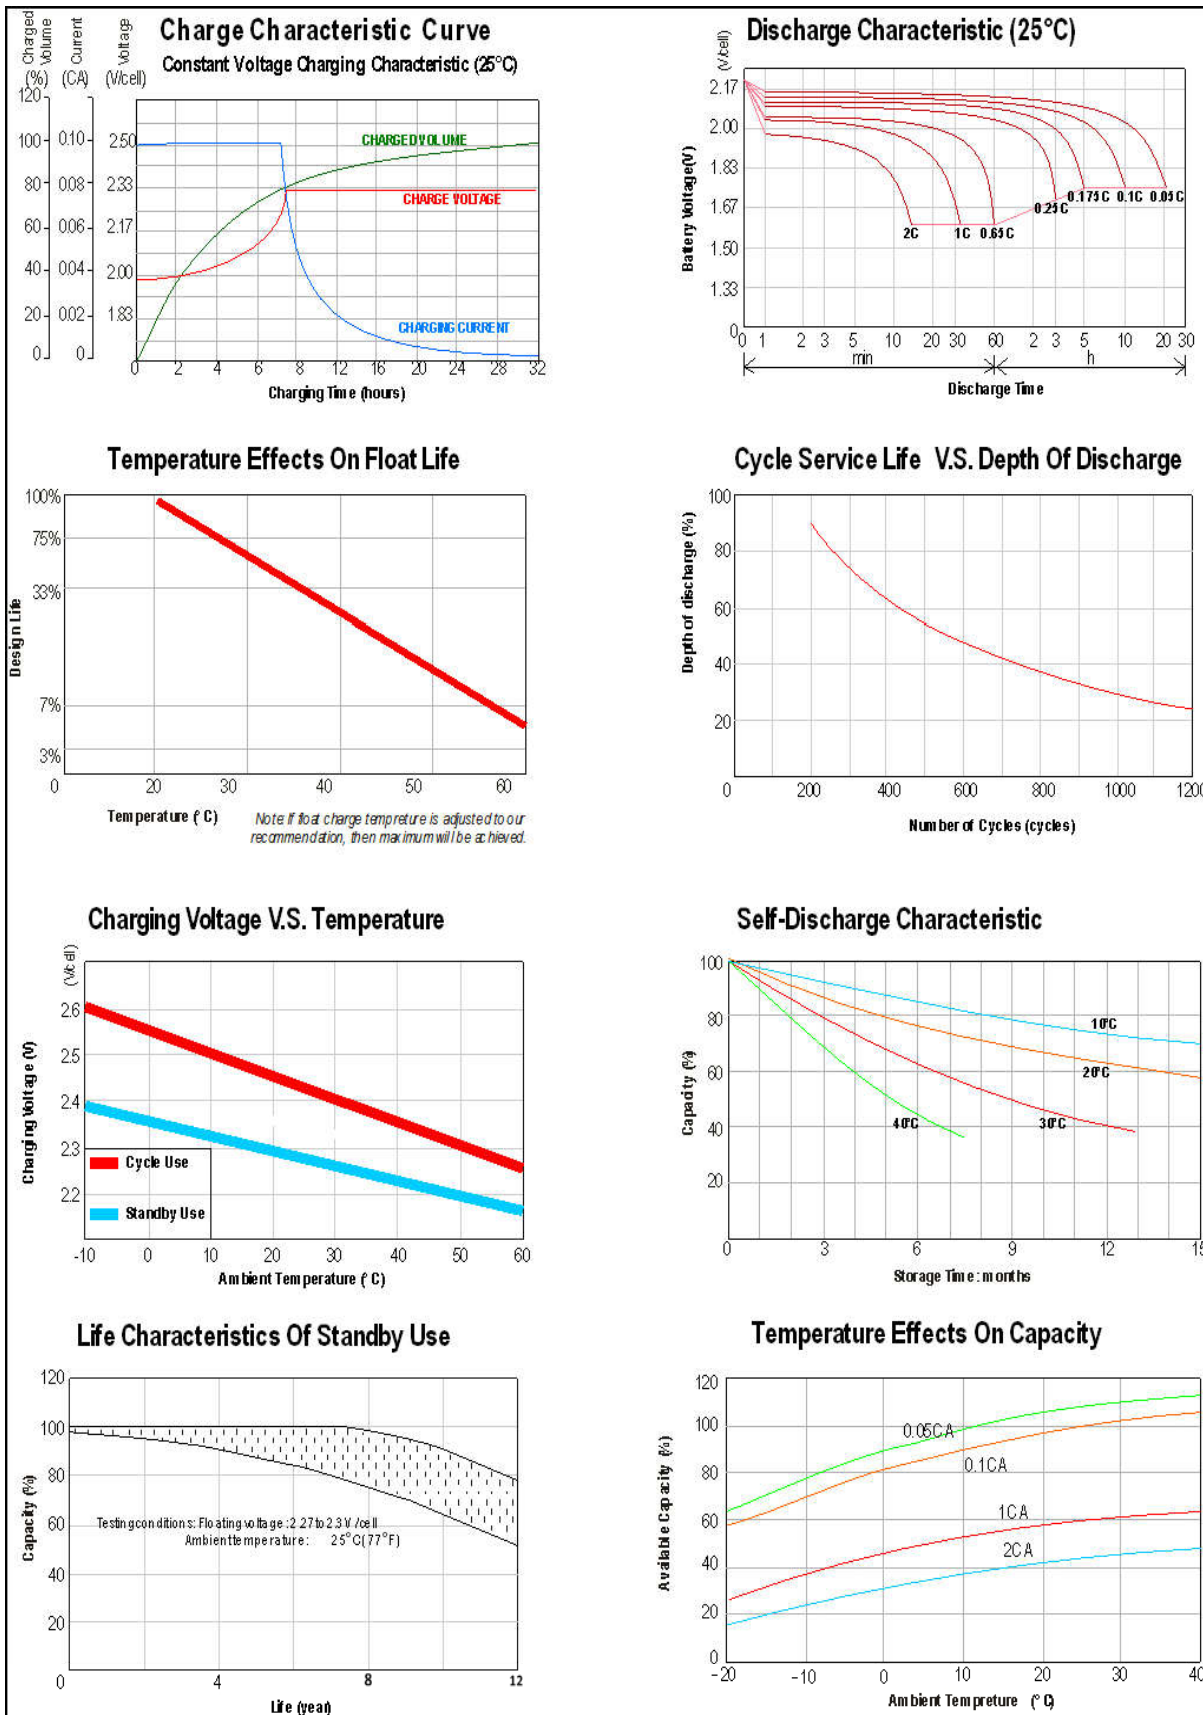 Charge Characteristic Curve
Constant Voltage Charging Characteristic (25°C)
Charged Volume
(%)
Current
(CA)
Voltage
(V/cell)
120
100 0.10 2.50
80 0.08 2.33
60 0.06 2.17
40 0.04 2.00
20 0.02 1.83
0 0
CHARGED VOLUME
CHARGE VOLTAGE
CHARGING CURRENT
0 2 4 6 8 12 16 20 24 28 32
Charging Time (hours)
Discharge Characteristic (25°C)
(V/cell)
Battery Voltage(V)
2.17
2.00
1.83
1.67
1.50
1.33
0
2C 1C 0.65C 0.25C 0.175C 0.1C 0.05C
0 1 2 3 5 10 20 30 60 2 3 5 10 20 30
min h
Discharge Time
Temperature Effects On Float Life
Design Life
100%
75%
33%
7%
3%
0 20 30 40 50 60
Temperature (°C)
Note: If float charge tempreture is adjusted to our
recommendation, then maximum will be achieved.
Cycle Service Life V.S. Depth Of Discharge
Depth of discharge (%)
100
80
60
40
20
0 200 400 600 800 1000 1200
Number of Cycles (cycles)
Charging Voltage V.S. Temperature
(V/cell)
Charging Voltage (V)
2.6
2.5
2.4
2.3
2.2
Cycle Use
Standby Use
-10 0 10 20 30 40 50 60
Ambient Temperature (°C)
Self-Discharge Characteristic
Capacity (%)
100
80
60
40
20
10°C
20°C
30°C
40°C
0 3 6 9 12 15
Storage Time: months
Life Characteristics Of Standby Use
Capacity (%)
120
100
80
60
40
20
Testing conditions: Floating voltage : 2.27 to 2.3V /cell
Ambient temperature : 25°C(77°F)
0 4 8 12
Life (year)
Temperature Effects On Capacity
Available Capacity (%)
120
100
80
60
40
20
0
0.05CA
0.1CA
1CA
2CA
-20 -10 0 10 20 30 40
Ambient Tempreture (°C)